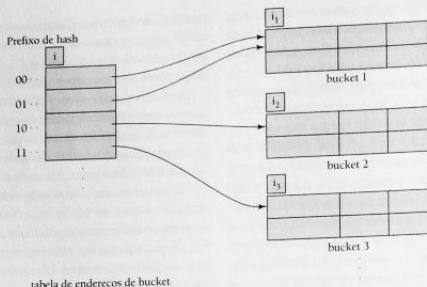 Prefixo de hash
i
00··
01··
10··
11··
i1
bucket 1
i2
bucket 2
i3
bucket 3
tabela de endereços de bucket